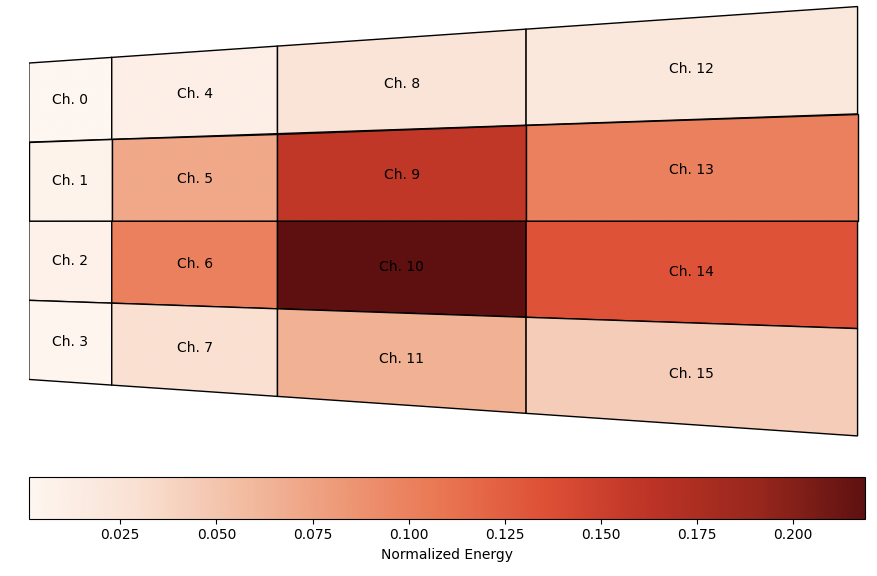 Ch. 0
Ch. 4
Ch. 8
Ch. 12
Ch. 1
Ch. 5
Ch. 9
Ch. 13
Ch. 2
Ch. 6
Ch. 10
Ch. 14
Ch. 3
Ch. 7
Ch. 11
Ch. 15
0.025 0.050 0.075 0.100 0.125 0.150 0.175 0.200
Normalized Energy